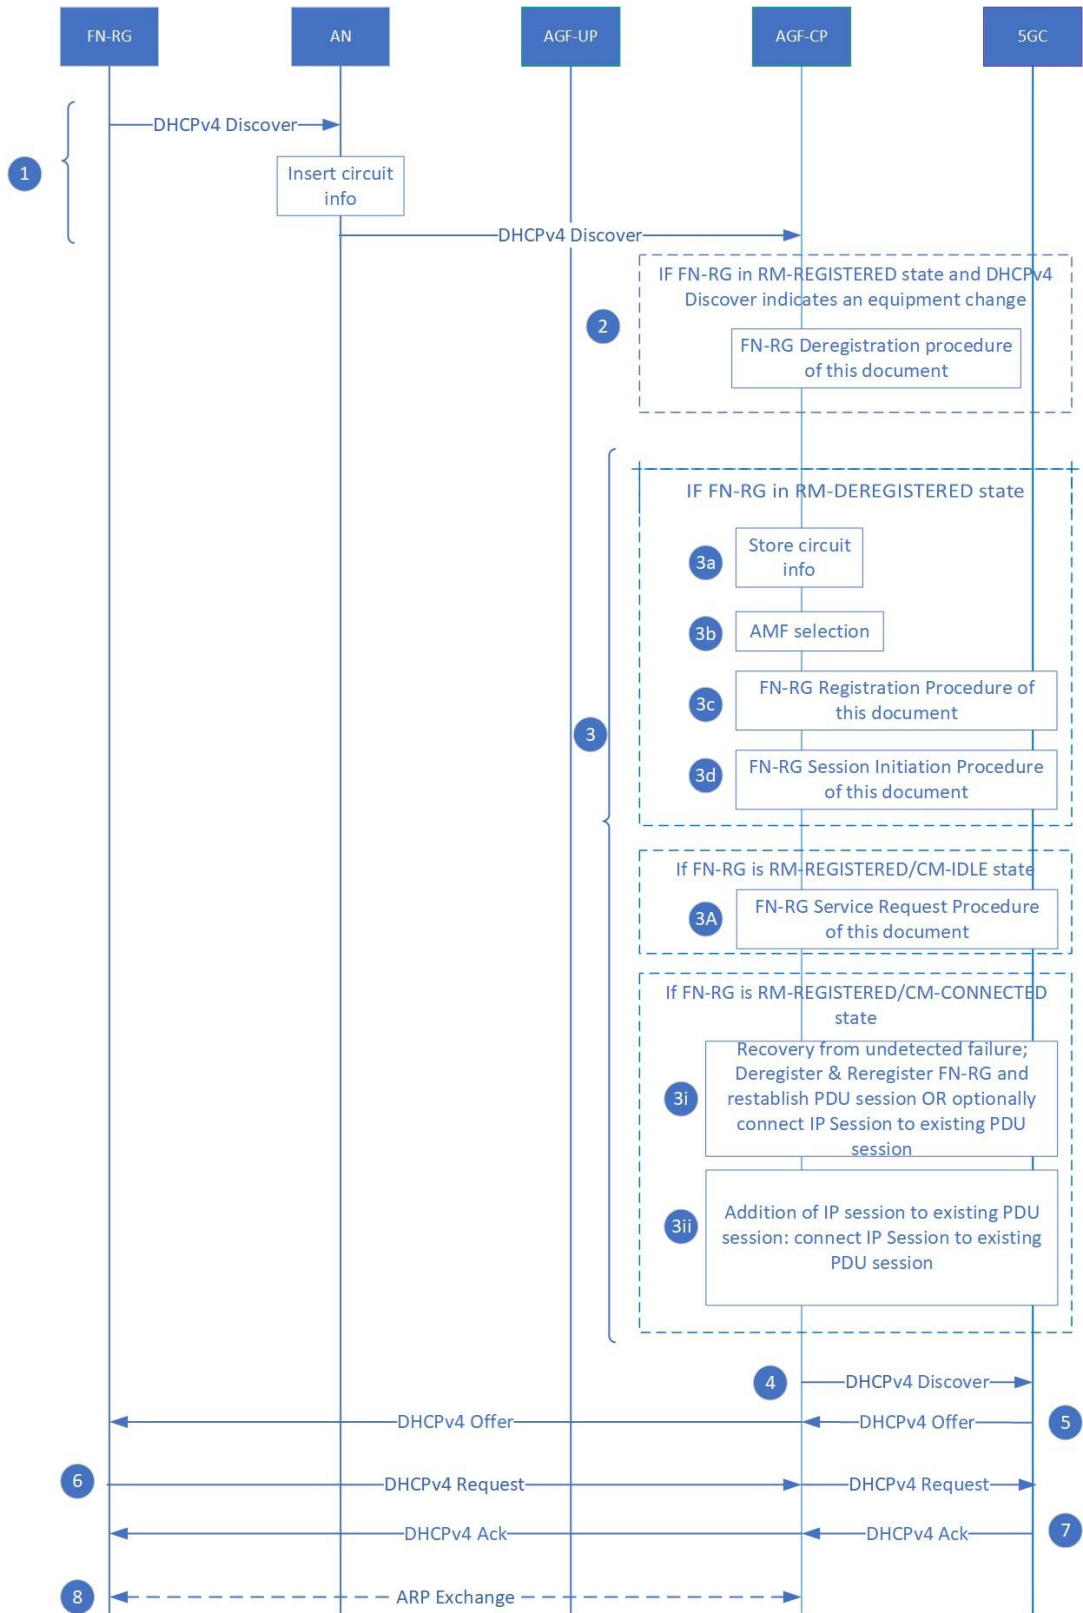 FN-RG
AN
AGF-UP
AGF-CP
5GC
DHCPv4 Discover
1
Insert circuit
info
DHCPv4 Discover
IF FN-RG in RM-REGISTERED state and DHCPv4
Discover indicates an equipment change
2
FN-RG Deregistration procedure
of this document
IF FN-RG in RM-DEREGISTERED state
3a
Store circuit
info
3b
AMF selection
3c
FN-RG Registration Procedure of
this document
3
3d
FN-RG Session Initiation Procedure
of this document
If FN-RG is RM-REGISTERED/CM-IDLE state
3A
FN-RG Service Request Procedure
of this document
If FN-RG is RM-REGISTERED/CM-CONNECTED
state
3i
Recovery from undetected failure;
Deregister & Reregister FN-RG and
restablish PDU session OR optionally
connect IP Session to existing PDU
session
3ii
Addition of IP session to existing PDU
session: connect IP Session to existing
PDU session
4
DHCPv4 Discover
DHCPv4 Offer
DHCPv4 Offer
5
6
DHCPv4 Request
DHCPv4 Request
DHCPv4 Ack
DHCPv4 Ack
7
8
ARP Exchange